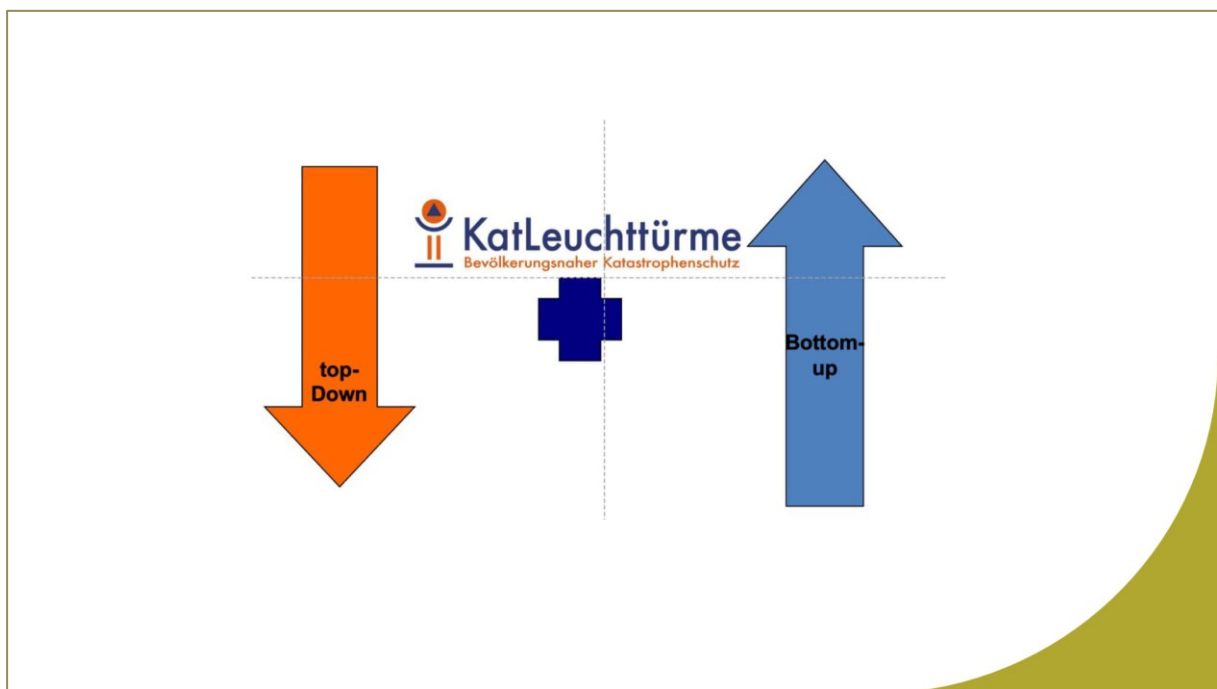 KatLeuchttürme
Bevölkerungsnaher Katastrophenschutz
top-
Down
Bottom-
up